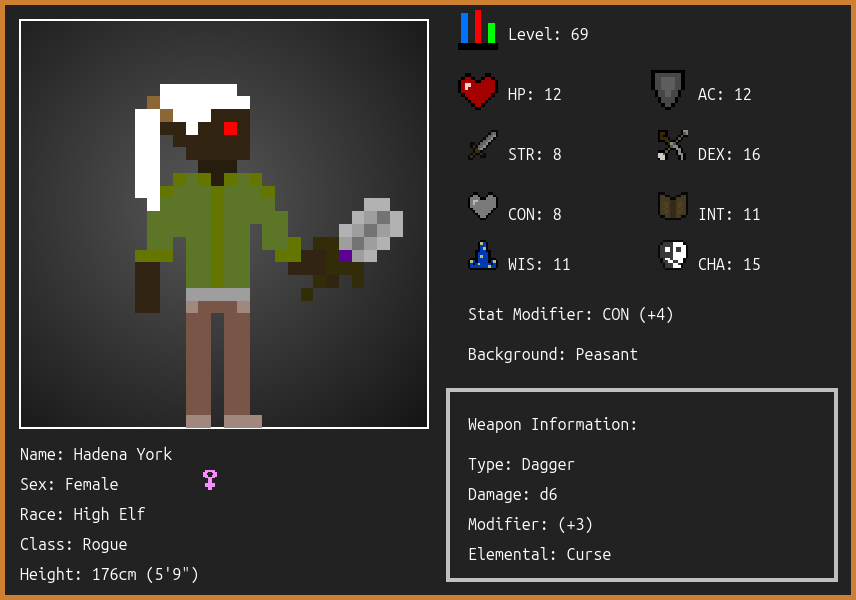 Level: 69
HP: 12
AC: 12
STR: 8
DEX: 16
CON: 8
INT: 11
WIS: 11
CHA: 15
Stat Modifier: CON (+4)
Background: Peasant
Weapon Information:
Type: Dagger
Damage: d6
Modifier: (+3)
Elemental: Curse
Name: Hadena York
Sex: Female
Race: High Elf
Class: Rogue
Height: 176cm (5'9")